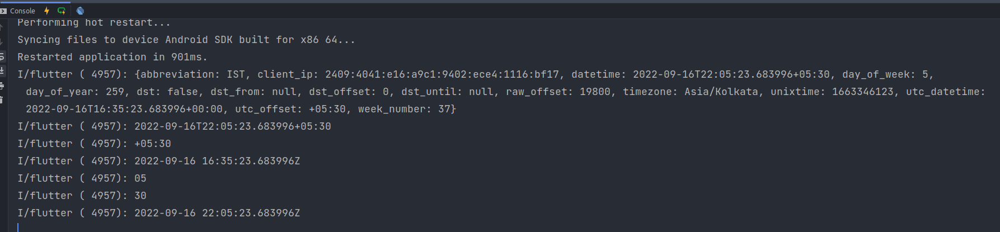 Console
Performing hot restart...
Syncing files to device Android SDK built for x86 64...
Restarted application in 901ms.
I/flutter ( 4957): {abbreviation: IST, client_ip: 2409:4041:e16:a9c1:9402:ece4:1116:bf17, datetime: 2022-09-16T22:05:23.683996+05:30, day_of_week: 5,
day_of_year: 259, dst: false, dst_from: null, dst_offset: 0, dst_until: null, raw_offset: 19800, timezone: Asia/Kolkata, unixtime: 1663346123, utc_datetime:
2022-09-16T16:35:23.683996+00:00, utc_offset: +05:30, week_number: 37}
I/flutter ( 4957): 2022-09-16T22:05:23.683996+05:30
I/flutter ( 4957): +05:30
I/flutter ( 4957): 2022-09-16 16:35:23.683996Z
I/flutter ( 4957): 05
I/flutter ( 4957): 30
I/flutter ( 4957): 2022-09-16 22:05:23.683996Z